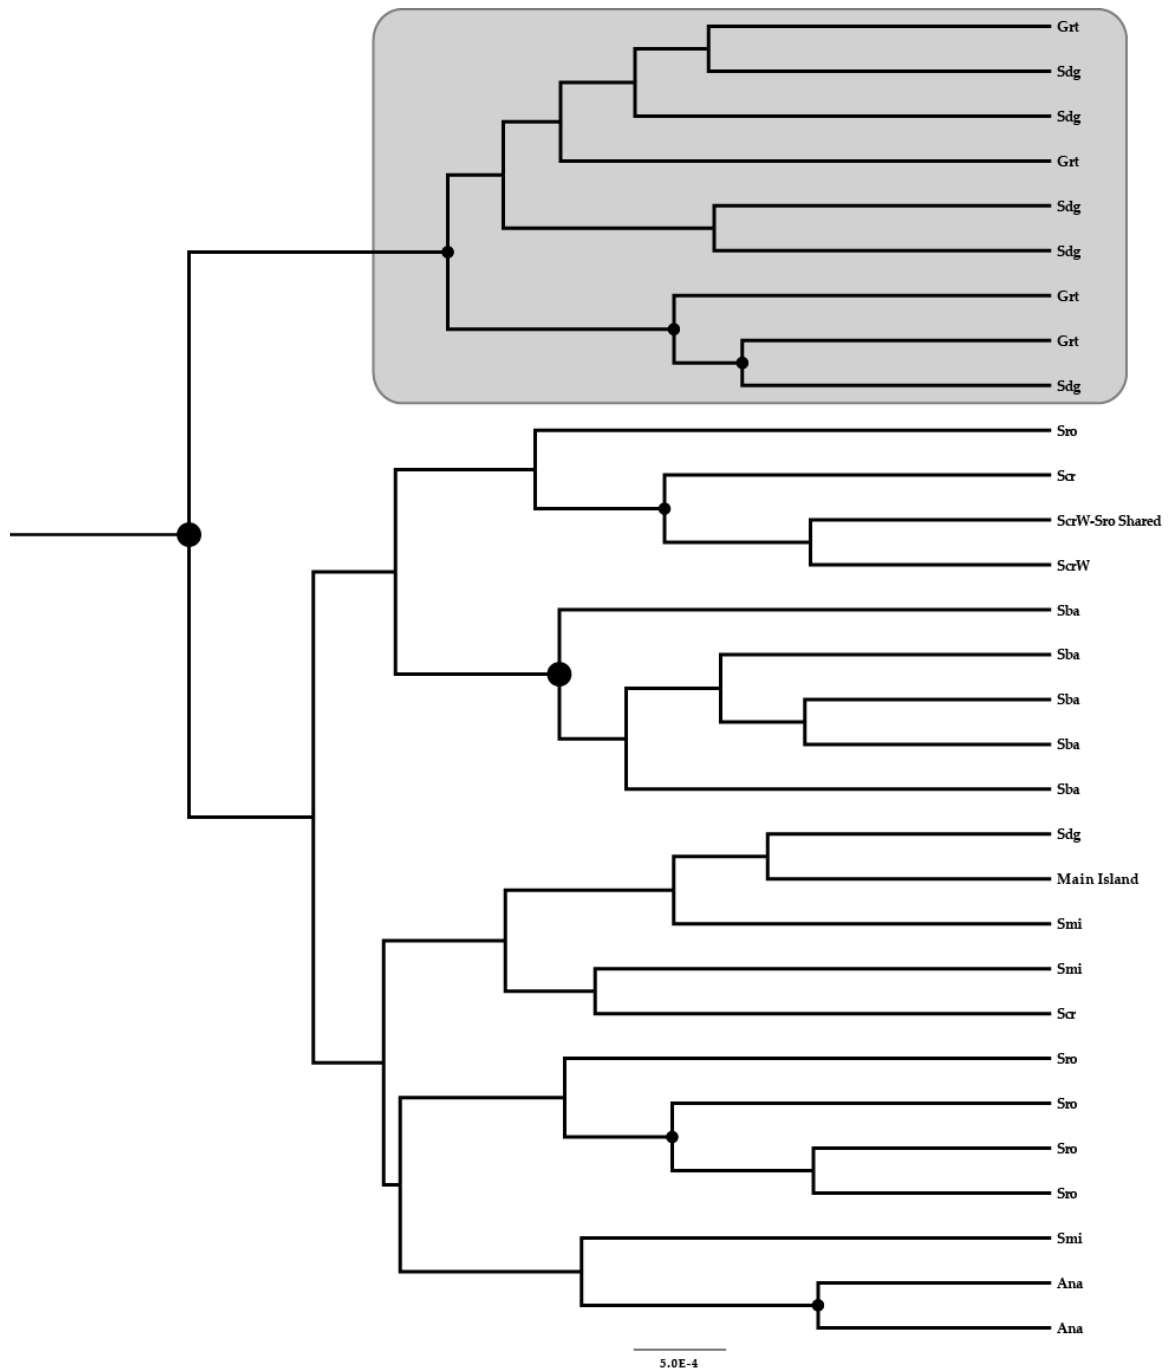 Grt
Sdg
Sdg
Grt
Sdg
Sdg
Grt
Grt
Sdg
Sro
Scr
ScrW-Sro Shared
ScrW
Sba
Sba
Sba
Sba
Sba
Sdg
Main Island
Smi
Smi
Scr
Sro
Sro
Sro
Sro
Smi
Ana
Ana
5.0E-4